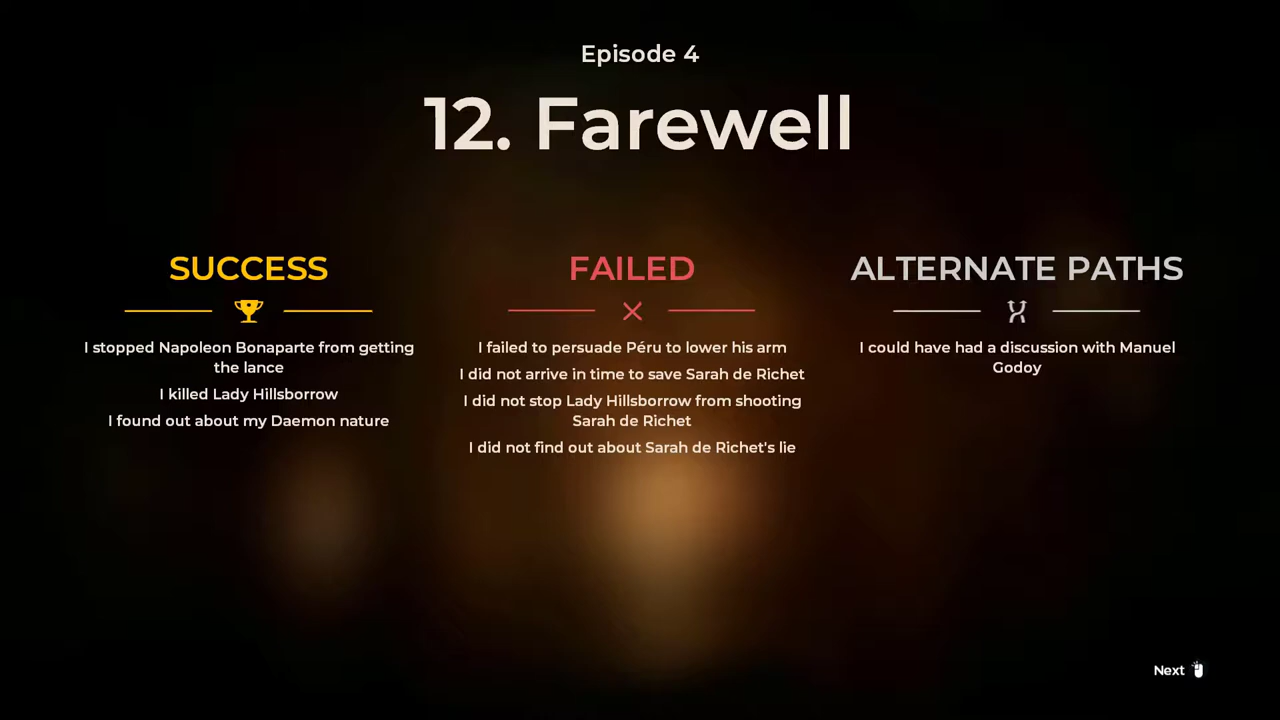 Episode 4
12. Farewell
SUCCESS
I stopped Napoleon Bonaparte from getting
the lance
I killed Lady Hillsborrow
I found out about my Daemon nature
FAILED
I failed to persuade Péru to lower his arm
I did not arrive in time to save Sarah de Richet
I did not stop Lady Hillsborrow from shooting
Sarah de Richet
I did not find out about Sarah de Richet's lie
ALTERNATE PATHS
I could have had a discussion with Manuel
Godoy
Next